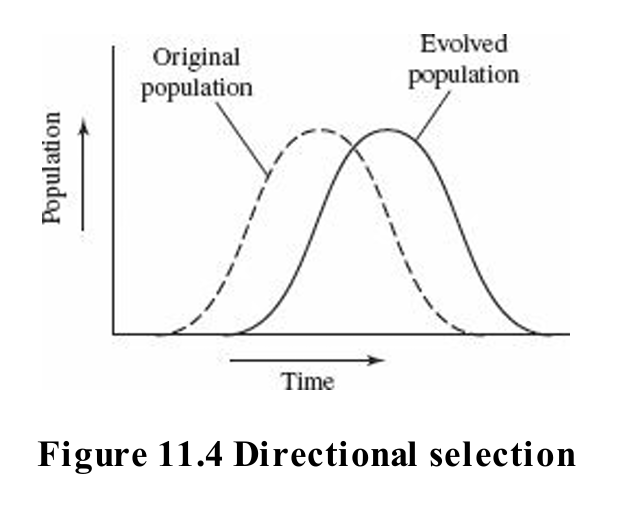 Original
population
Evolved
population
Population
Time
Figure 11.4 Directional selection